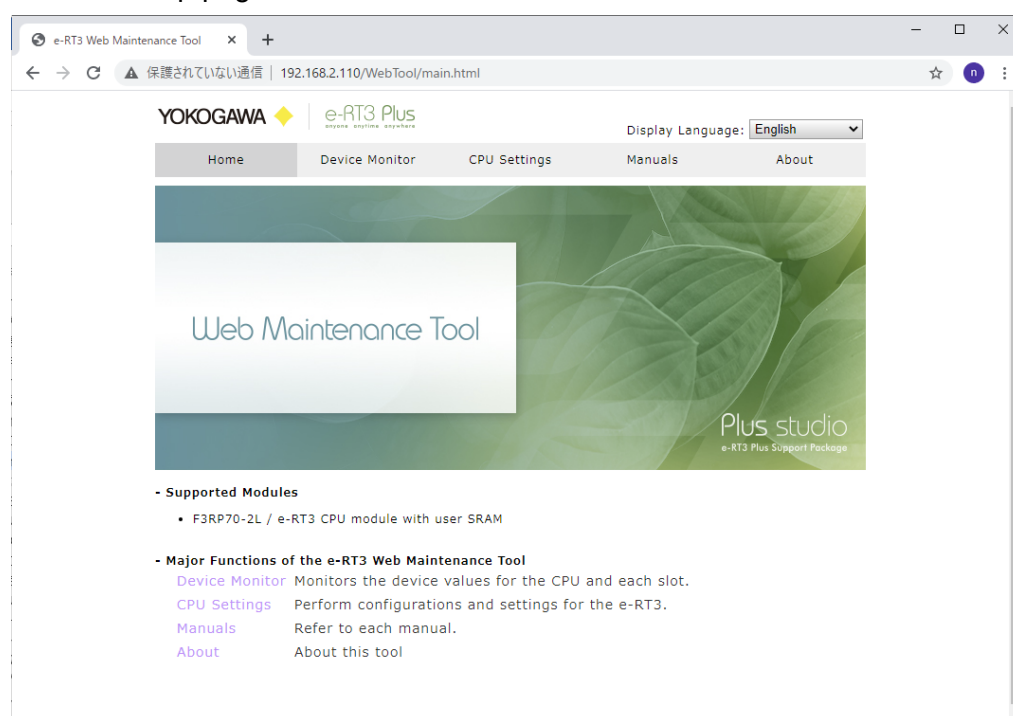 e-RT3 Web Maintenance Tool
保護されていない通信 | 192.168.2.110/WebTool/main.html
n
YOKOGAWA
e-RT3 Plus
anyone anytime anywhere
Display Language: English
Home Device Monitor CPU Settings Manuals About
Web Maintenance Tool
Plus studio
e-RT3 Plus Support Package
- Supported Modules
• F3RP70-2L / e-RT3 CPU module with user SRAM
- Major Functions of the e-RT3 Web Maintenance Tool
Device Monitor Monitors the device values for the CPU and each slot.
CPU Settings Perform configurations and settings for the e-RT3.
Manuals Refer to each manual.
About About this tool